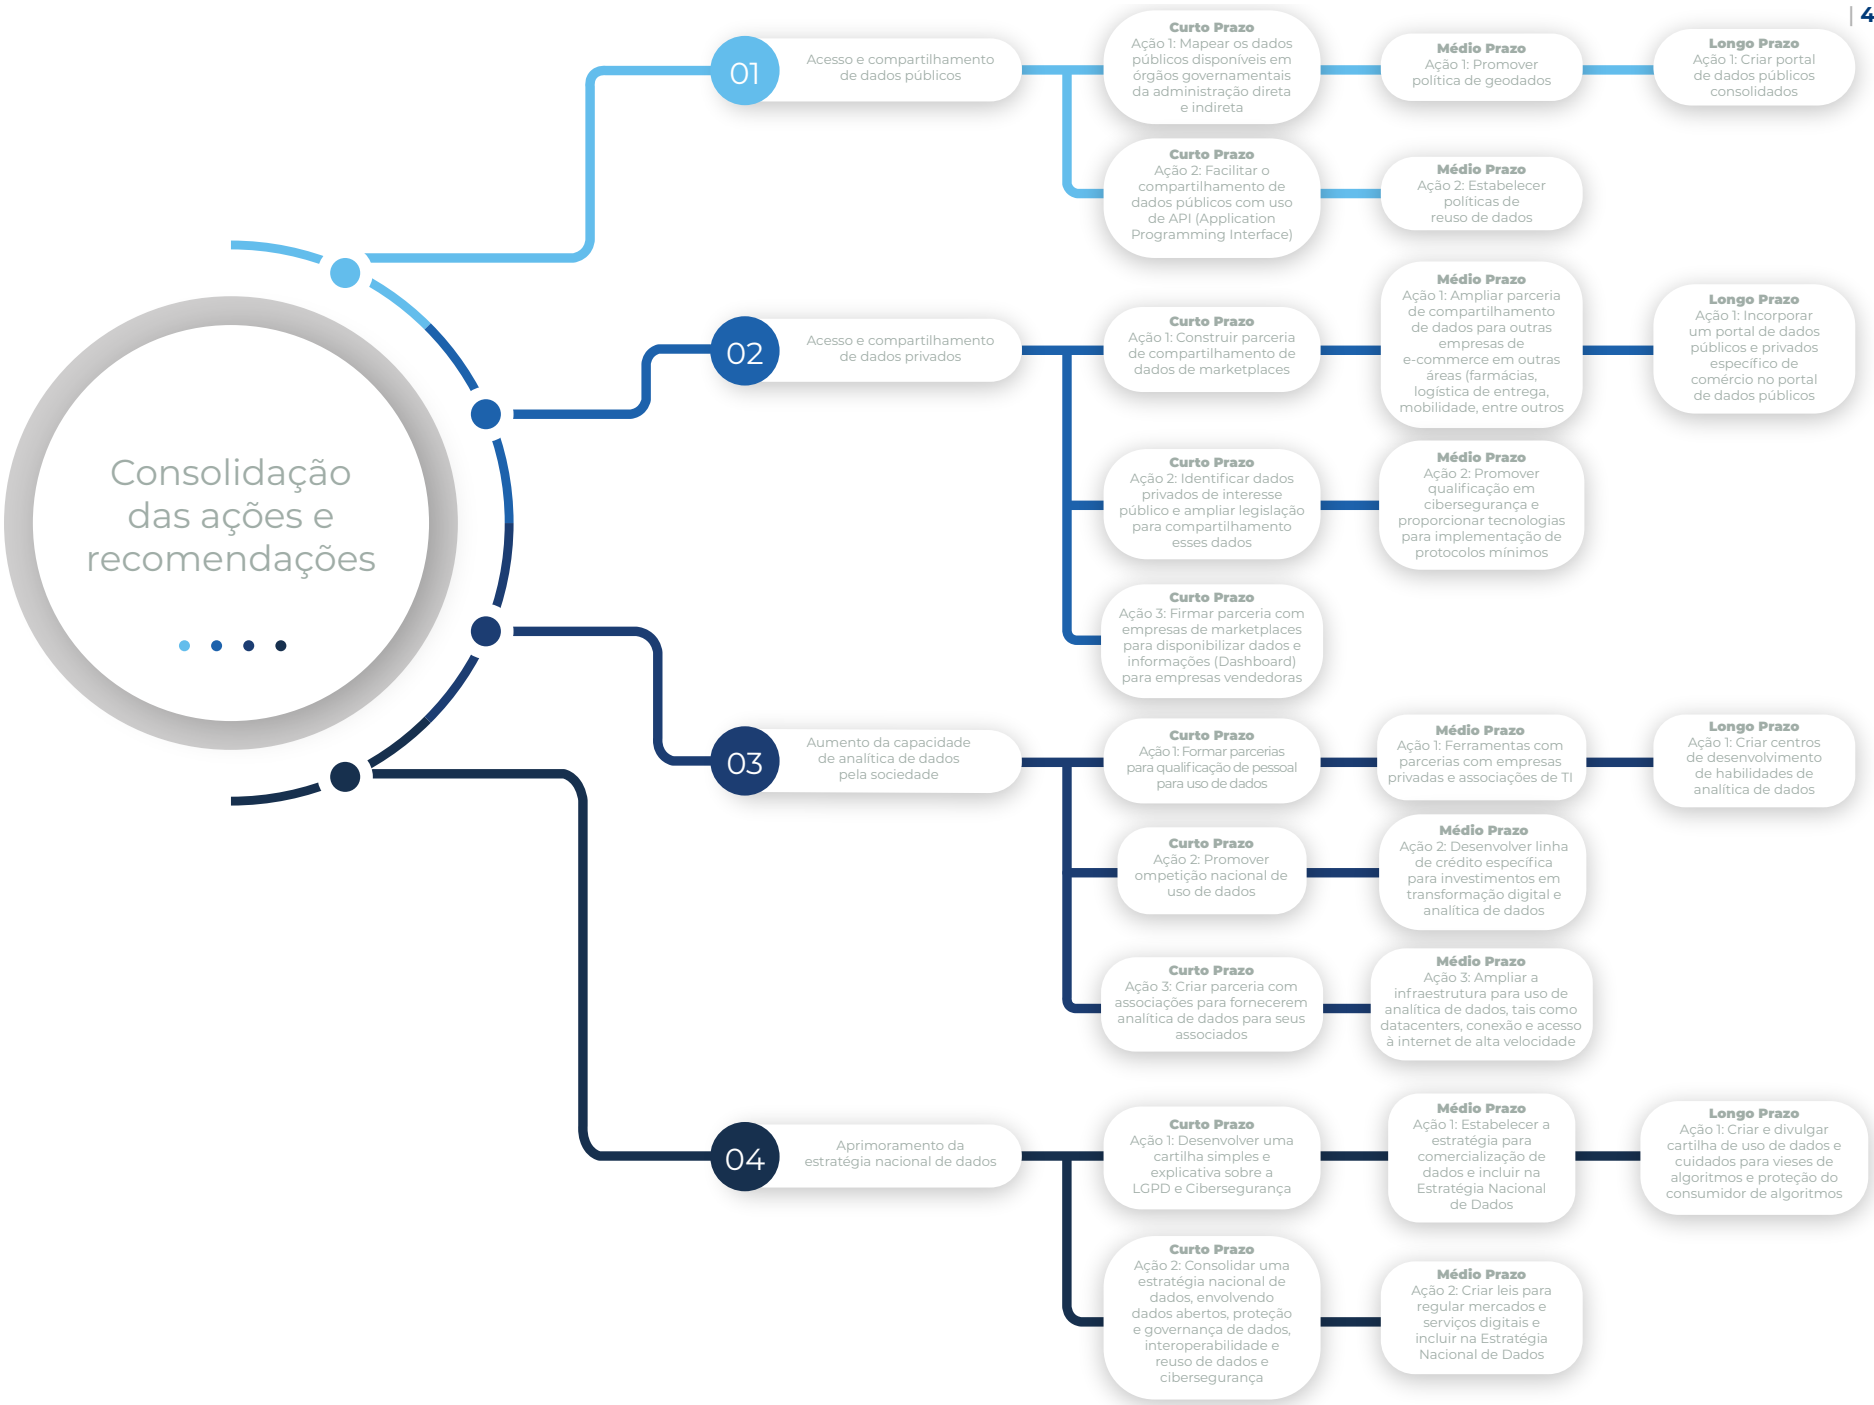 | 4
Consolidação
das ações e
recomendações
01
Acesso e compartilhamento
de dados públicos
Curto Prazo
Ação 1: Mapear os dados
públicos disponíveis em
órgãos governamentais
da administração direta
e indireta
Médio Prazo
Ação 1: Promover
política de geodados
Longo Prazo
Ação 1: Criar portal
de dados públicos
consolidados
Curto Prazo
Ação 2: Facilitar o
compartilhamento de
dados públicos com uso
de API (Application
Programming Interface)
Médio Prazo
Ação 2: Estabelecer
políticas de
reuso de dados
02
Acesso e compartilhamento
de dados privados
Curto Prazo
Ação 1: Construir parceria
de compartilhamento de
dados de marketplaces
Médio Prazo
Ação 1: Ampliar parceria
de compartilhamento
de dados para outras
empresas de
e-commerce em outras
áreas (farmácias,
logística de entrega,
mobilidade, entre outros
Longo Prazo
Ação 1: Incorporar
um portal de dados
públicos e privados
específico de
comércio no portal
de dados públicos
Curto Prazo
Ação 2: Identificar dados
privados de interesse
público e ampliar legislação
para compartilhamento
esses dados
Médio Prazo
Ação 2: Promover
qualificação em
cibersegurança e
proporcionar tecnologias
para implementação de
protocolos mínimos
Curto Prazo
Ação 3: Firmar parceria com
empresas de marketplaces
para disponibilizar dados e
informações (Dashboard)
para empresas vendedoras
03
Aumento da capacidade
de analítica de dados
pela sociedade
Curto Prazo
Ação 1: Formar parcerias
para qualificação de pessoal
para uso de dados
Médio Prazo
Ação 1: Ferramentas com
parcerias com empresas
privadas e associações de TI
Longo Prazo
Ação 1: Criar centros
de desenvolvimento
de habilidades de
analítica de dados
Curto Prazo
Ação 2: Promover
ompetição nacional de
uso de dados
Médio Prazo
Ação 2: Desenvolver linha
de crédito específica
para investimentos em
transformação digital e
analítica de dados
Curto Prazo
Ação 3: Criar parceria com
associações para fornecerem
analítica de dados para seus
associados
Médio Prazo
Ação 3: Ampliar a
infraestrutura para uso de
analítica de dados, tais como
datacenters, conexão e acesso
à internet de alta velocidade
04
Aprimoramento da
estratégia nacional de dados
Curto Prazo
Ação 1: Desenvolver uma
cartilha simples e
explicativa sobre a
LGPD e Cibersegurança
Médio Prazo
Ação 1: Estabelecer a
estratégia para
comercialização de
dados e incluir na
Estratégia Nacional
de Dados
Longo Prazo
Ação 1: Criar e divulgar
cartilha de uso de dados e
cuidados para vieses de
algoritmos e proteção do
consumidor de algoritmos
Curto Prazo
Ação 2: Consolidar uma
estratégia nacional de
dados, envolvendo
dados abertos, proteção
e governança de dados,
interoperabilidade e
reuso de dados e
cibersegurança
Médio Prazo
Ação 2: Criar leis para
regular mercados e
serviços digitais e
incluir na Estratégia
Nacional de Dados